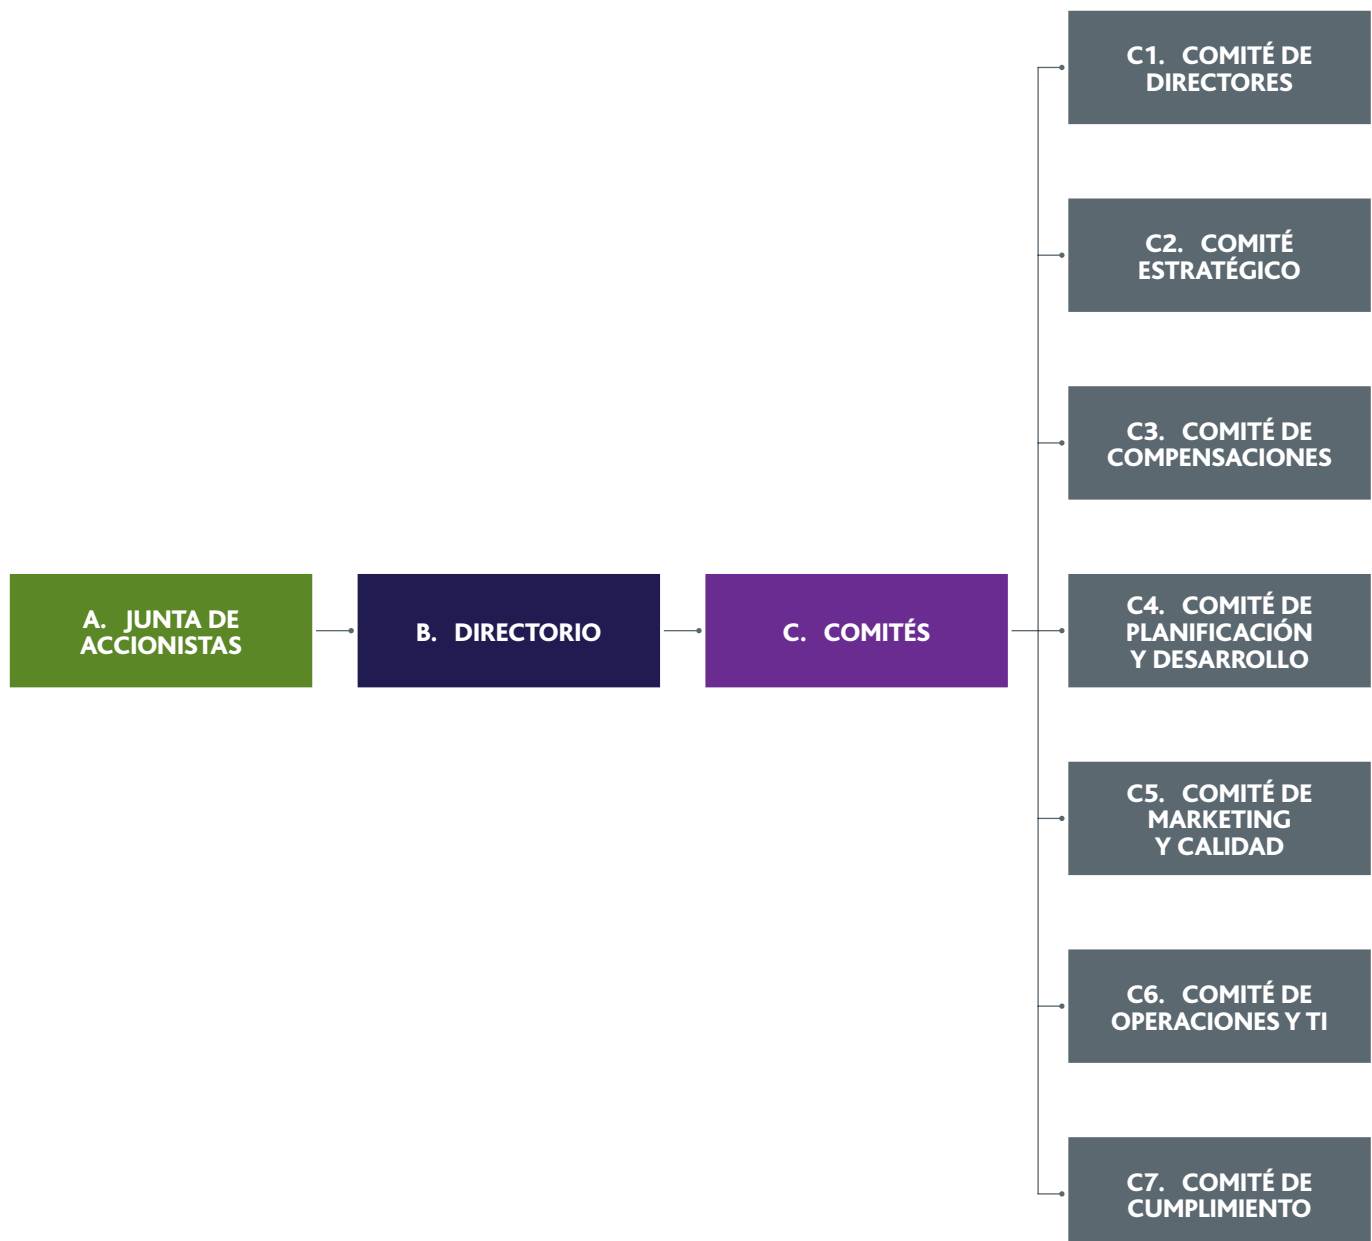 C1. COMITÉ DE
DIRECTORES
C2. COMITÉ
ESTRATÉGICO
C3. COMITÉ DE
COMPENSACIONES
A. JUNTA DE
ACCIONISTAS
B. DIRECTORIO
C. COMITÉS
C4. COMITÉ DE
PLANIFICACIÓN
Y DESARROLLO
C5. COMITÉ DE
MARKETING
Y CALIDAD
C6. COMITÉ DE
OPERACIONES Y TI
C7. COMITÉ DE
CUMPLIMIENTO